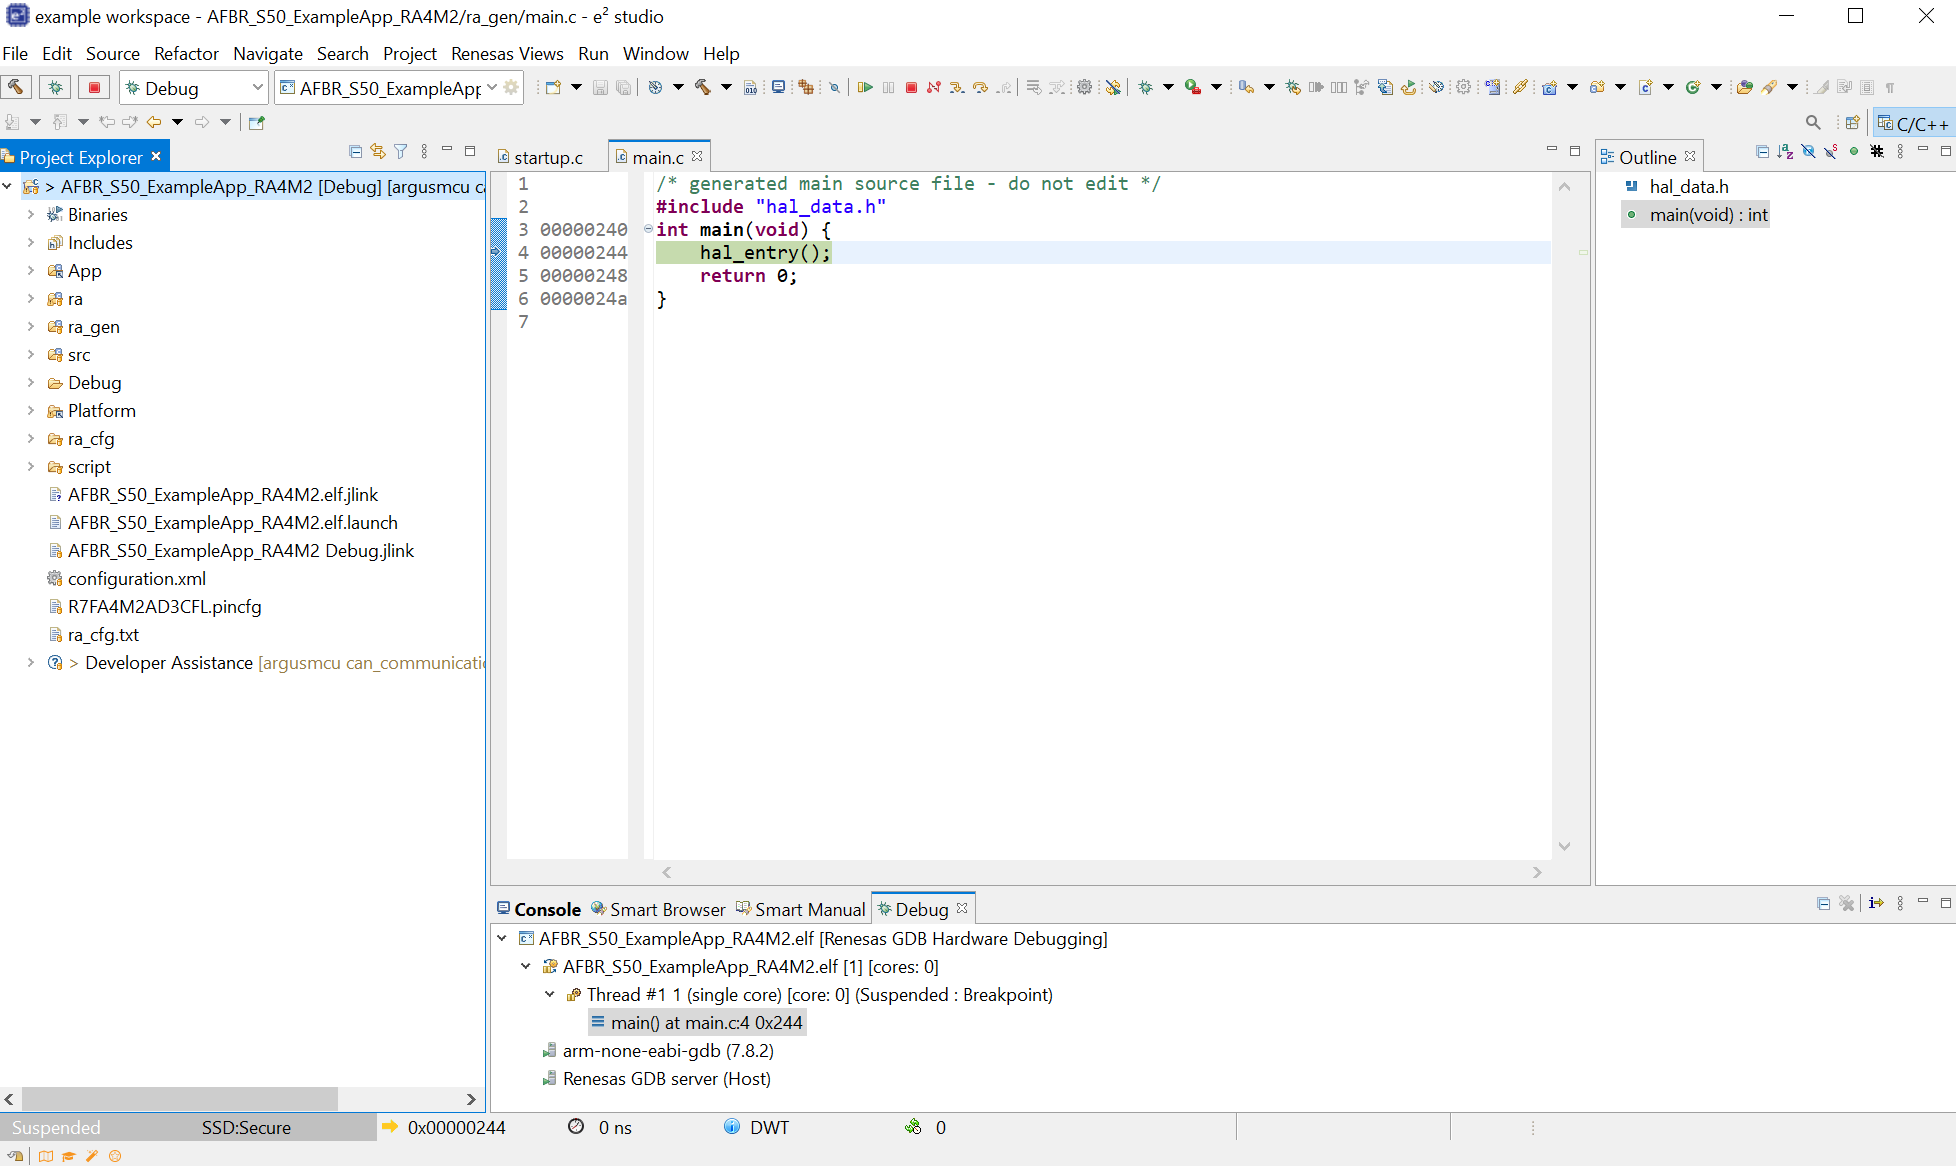 example workspace - AFBR_S50_ExampleApp_RA4M2/ra_gen/main.c - e² studio
File Edit Source Refactor Navigate Search Project Renesas Views Run Window Help
Debug AFBR_S50_ExampleApp
C/C++
Project Explorer
> AFBR_S50_ExampleApp_RA4M2 [Debug] [argusmcu ca
Binaries
Includes
App
ra
ra_gen
src
Debug
Platform
ra_cfg
script
AFBR_S50_ExampleApp_RA4M2.elf.jlink
AFBR_S50_ExampleApp_RA4M2.elf.launch
AFBR_S50_ExampleApp_RA4M2 Debug.jlink
configuration.xml
R7FA4M2AD3CFL.pincfg
ra_cfg.txt
> Developer Assistance [argusmcu can_communicati
startup.c main.c
1 /* generated main source file - do not edit */
2 #include "hal_data.h"
3 00000240 int main(void) {
4 00000244 hal_entry();
5 00000248 return 0;
6 0000024a }
7
Outline
hal_data.h
main(void) : int
Console Smart Browser Smart Manual Debug
AFBR_S50_ExampleApp_RA4M2.elf [Renesas GDB Hardware Debugging]
AFBR_S50_ExampleApp_RA4M2.elf [1] [cores: 0]
Thread #1 1 (single core) [core: 0] (Suspended : Breakpoint)
main() at main.c:4 0x244
arm-none-eabi-gdb (7.8.2)
Renesas GDB server (Host)
Suspended SSD:Secure 0x00000244 0 ns DWT 0